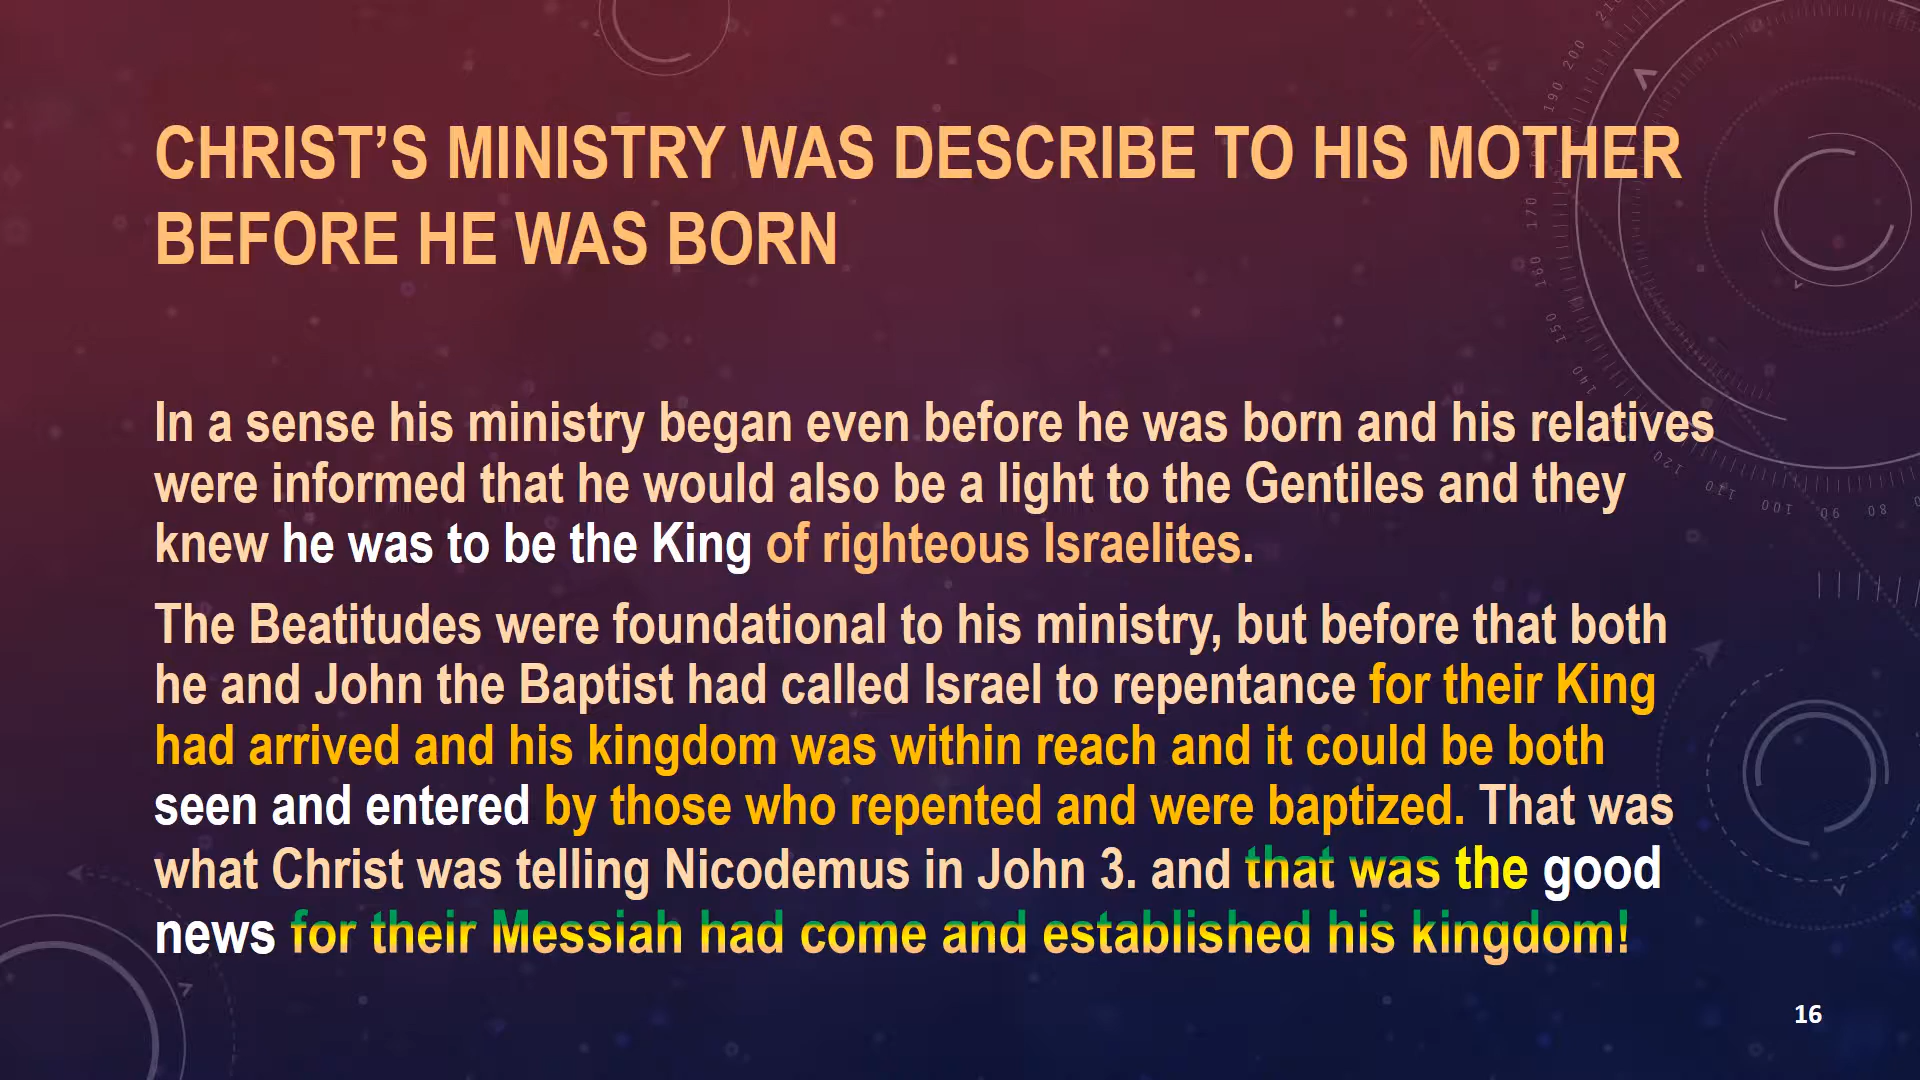 CHRIST’S MINISTRY WAS DESCRIBE TO HIS MOTHER
BEFORE HE WAS BORN
In a sense his ministry began even before he was born and his relatives
were informed that he would also be a light to the Gentiles and they
knew he was to be the King of righteous Israelites.
The Beatitudes were foundational to his ministry, but before that both
he and John the Baptist had called Israel to repentance for their King
had arrived and his kingdom was within reach and it could be both
seen and entered by those who repented and were baptized. That was
what Christ was telling Nicodemus in John 3. and that was the good
news for their Messiah had come and established his kingdom!
16